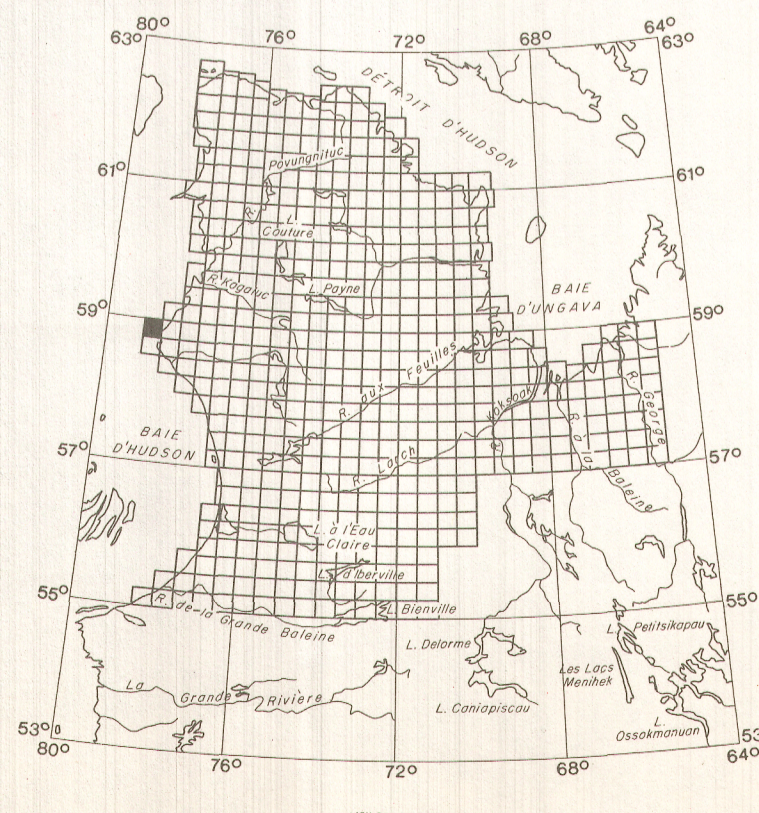 80°
76°
72°
68°
64°
63°
63°
DÉTROIT
D'HUDSON
Povungnituc
R.
61°
61°
L.
Couture
R. Kogaluc
L. Payne
BAIE
D'UNGAVA
59°
59°
R. aux Feuilles
Koksoak
R. George
R. à la Baleine
BAIE
D'HUDSON
57°
57°
R. Larch
L. à l'Eau
Claire
L. d'Iberville
55°
55°
R. de la Grande Baleine
L. Bienville
L. Delorme
L. Petitsikapau
Les Lacs
Menihek
La Grande Rivière
L. Caniapiscau
L.
Ossokmanuan
53°
53
80°
76°
72°
68°
64°